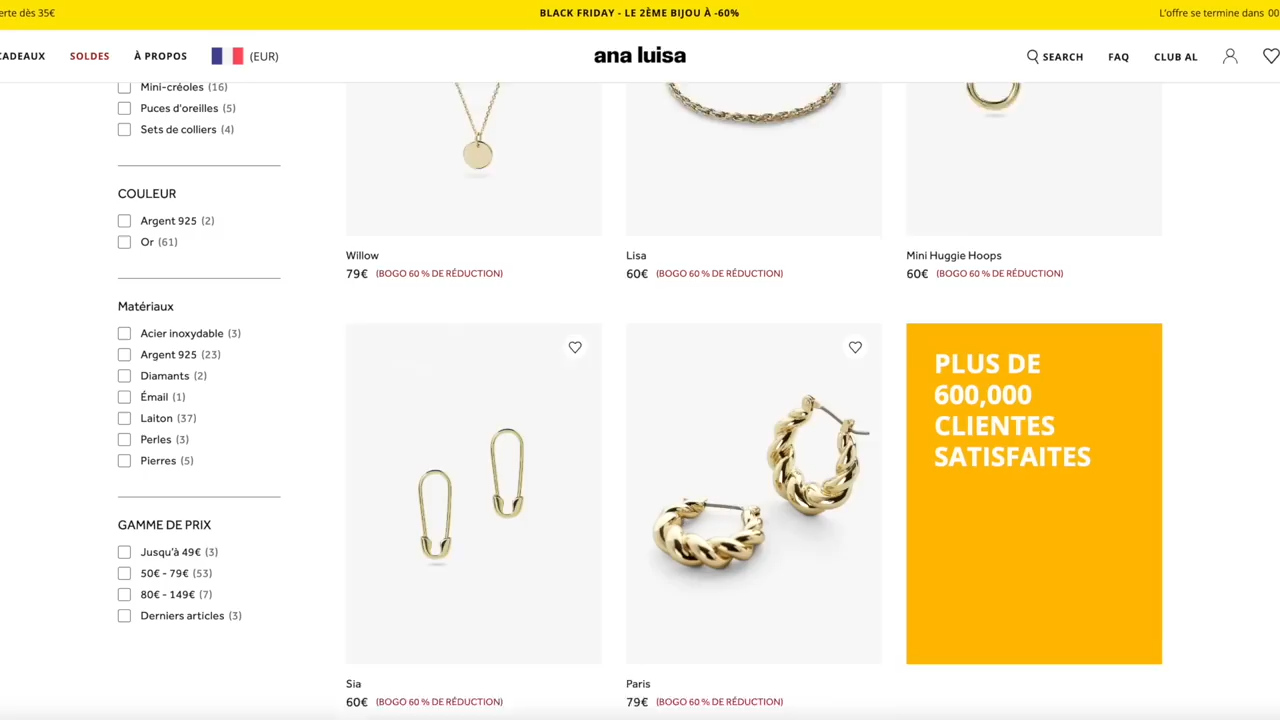 erte dès 35€
BLACK FRIDAY - LE 2ÈME BIJOU À -60%
L'offre se termine dans 00
CADEAUX
SOLDES
À PROPOS
(EUR)
ana luisa
SEARCH
FAQ
CLUB AL
Mini-créoles (16)
Puces d'oreilles (5)
Sets de colliers (4)
COULEUR
Argent 925 (2)
Or (61)
Matériaux
Acier inoxydable (3)
Argent 925 (23)
Diamants (2)
Émail (1)
Laiton (37)
Perles (3)
Pierres (5)
GAMME DE PRIX
Jusqu'à 49€ (3)
50€ - 79€ (53)
80€ - 149€ (7)
Derniers articles (3)
Willow
79€ (BOGO 60 % DE RÉDUCTION)
Lisa
60€ (BOGO 60 % DE RÉDUCTION)
Mini Huggie Hoops
60€ (BOGO 60 % DE RÉDUCTION)
Sia
60€ (BOGO 60 % DE RÉDUCTION)
Paris
79€ (BOGO 60 % DE RÉDUCTION)
PLUS DE
600,000
CLIENTES
SATISFAITES